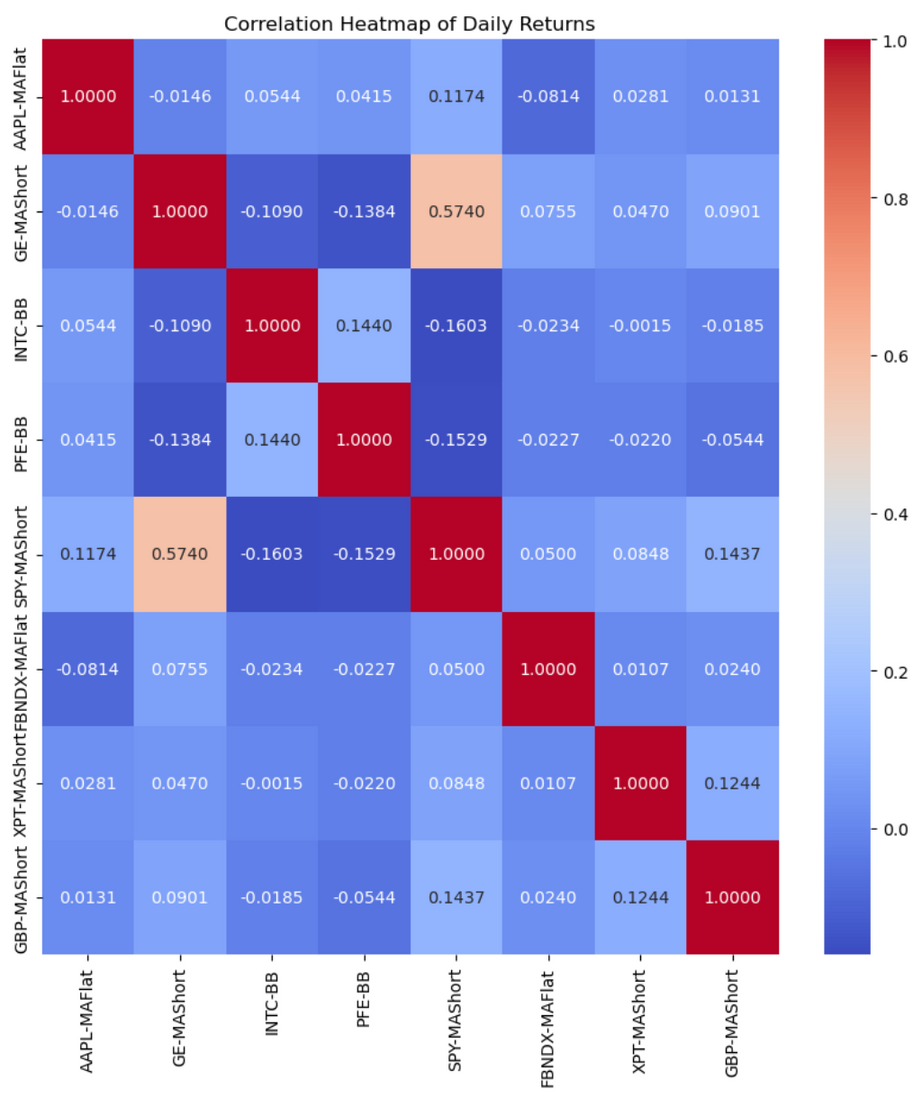 Correlation Heatmap of Daily Returns
AAPL-MAFlat 1.0000 -0.0146 0.0544 0.0415 0.1174 -0.0814 0.0281 0.0131
GE-MAShort -0.0146 1.0000 -0.1090 -0.1384 0.5740 0.0755 0.0470 0.0901
INTC-BB 0.0544 -0.1090 1.0000 0.1440 -0.1603 -0.0234 -0.0015 -0.0185
PFE-BB 0.0415 -0.1384 0.1440 1.0000 -0.1529 -0.0227 -0.0220 -0.0544
SPY-MAShort 0.1174 0.5740 -0.1603 -0.1529 1.0000 0.0500 0.0848 0.1437
FBNDX-MAFlat -0.0814 0.0755 -0.0234 -0.0227 0.0500 1.0000 0.0107 0.0240
XPT-MAShort 0.0281 0.0470 -0.0015 -0.0220 0.0848 0.0107 1.0000 0.1244
GBP-MAShort 0.0131 0.0901 -0.0185 -0.0544 0.1437 0.0240 0.1244 1.0000
AAPL-MAFlat GE-MAShort INTC-BB PFE-BB SPY-MAShort FBNDX-MAFlat XPT-MAShort GBP-MAShort
1.0
0.8
0.6
0.4
0.2
0.0